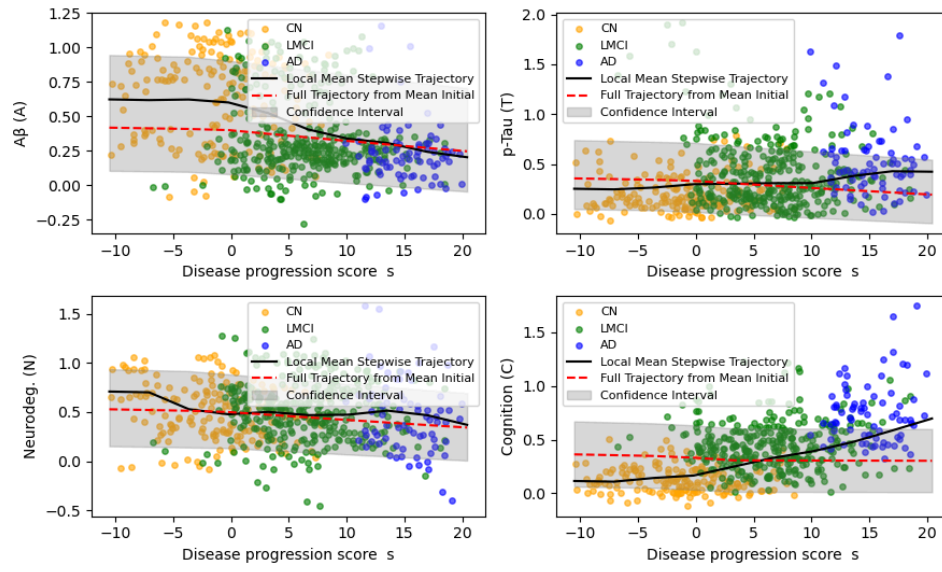 1.25
1.00
0.75
0.50
0.25
0.00
−0.25
Aβ (A)
CN
LMCI
AD
Local Mean Stepwise Trajectory
Full Trajectory from Mean Initial
Confidence Interval
−10
−5
0
5
10
15
20
Disease progression score s
2.0
1.5
1.0
0.5
0.0
p-Tau (T)
CN
LMCI
AD
Local Mean Stepwise Trajectory
Full Trajectory from Mean Initial
Confidence Interval
−10
−5
0
5
10
15
20
Disease progression score s
1.5
1.0
0.5
0.0
−0.5
Neurodeg. (N)
CN
LMCI
AD
Local Mean Stepwise Trajectory
Full Trajectory from Mean Initial
Confidence Interval
−10
−5
0
5
10
15
20
Disease progression score s
1.5
1.0
0.5
0.0
Cognition (C)
CN
LMCI
AD
Local Mean Stepwise Trajectory
Full Trajectory from Mean Initial
Confidence Interval
−10
−5
0
5
10
15
20
Disease progression score s